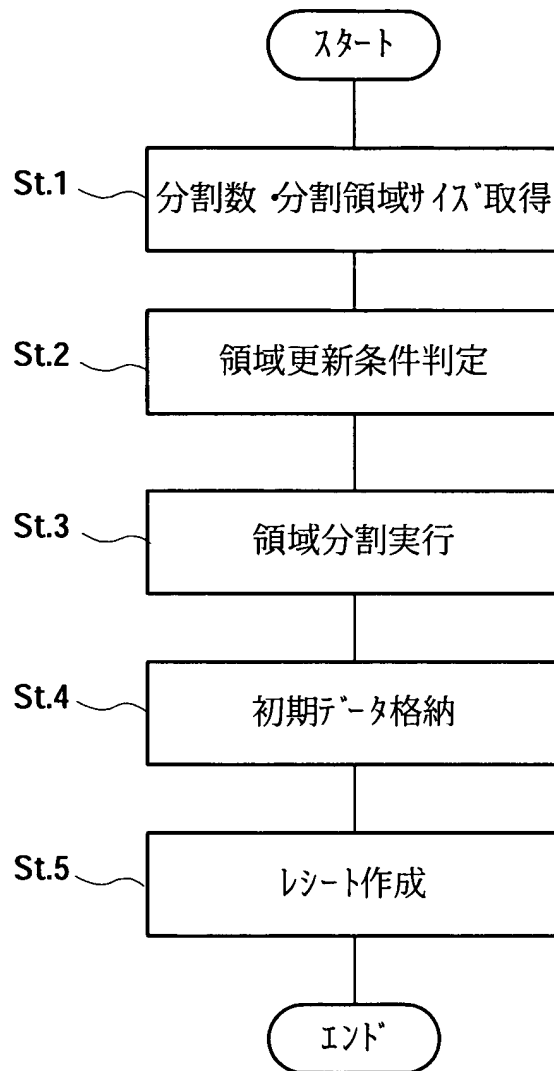 スタート
St.1
分割数・分割領域ｻｲｽﾞ取得
St.2
領域更新条件判定
St.3
領域分割実行
St.4
初期ﾃﾞｰﾀ格納
St.5
ﾚｼｰﾄ作成
ｴﾝﾄﾞ